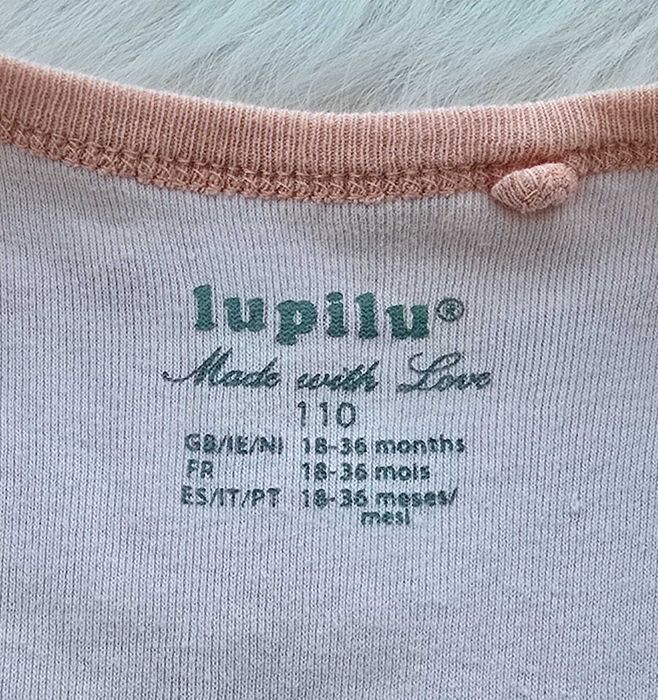 lupilu®
Made with Love
110
GB/IE/NI 18-36 months
FR 18-36 mois
ES/IT/PT 18-36 meses/
mesi